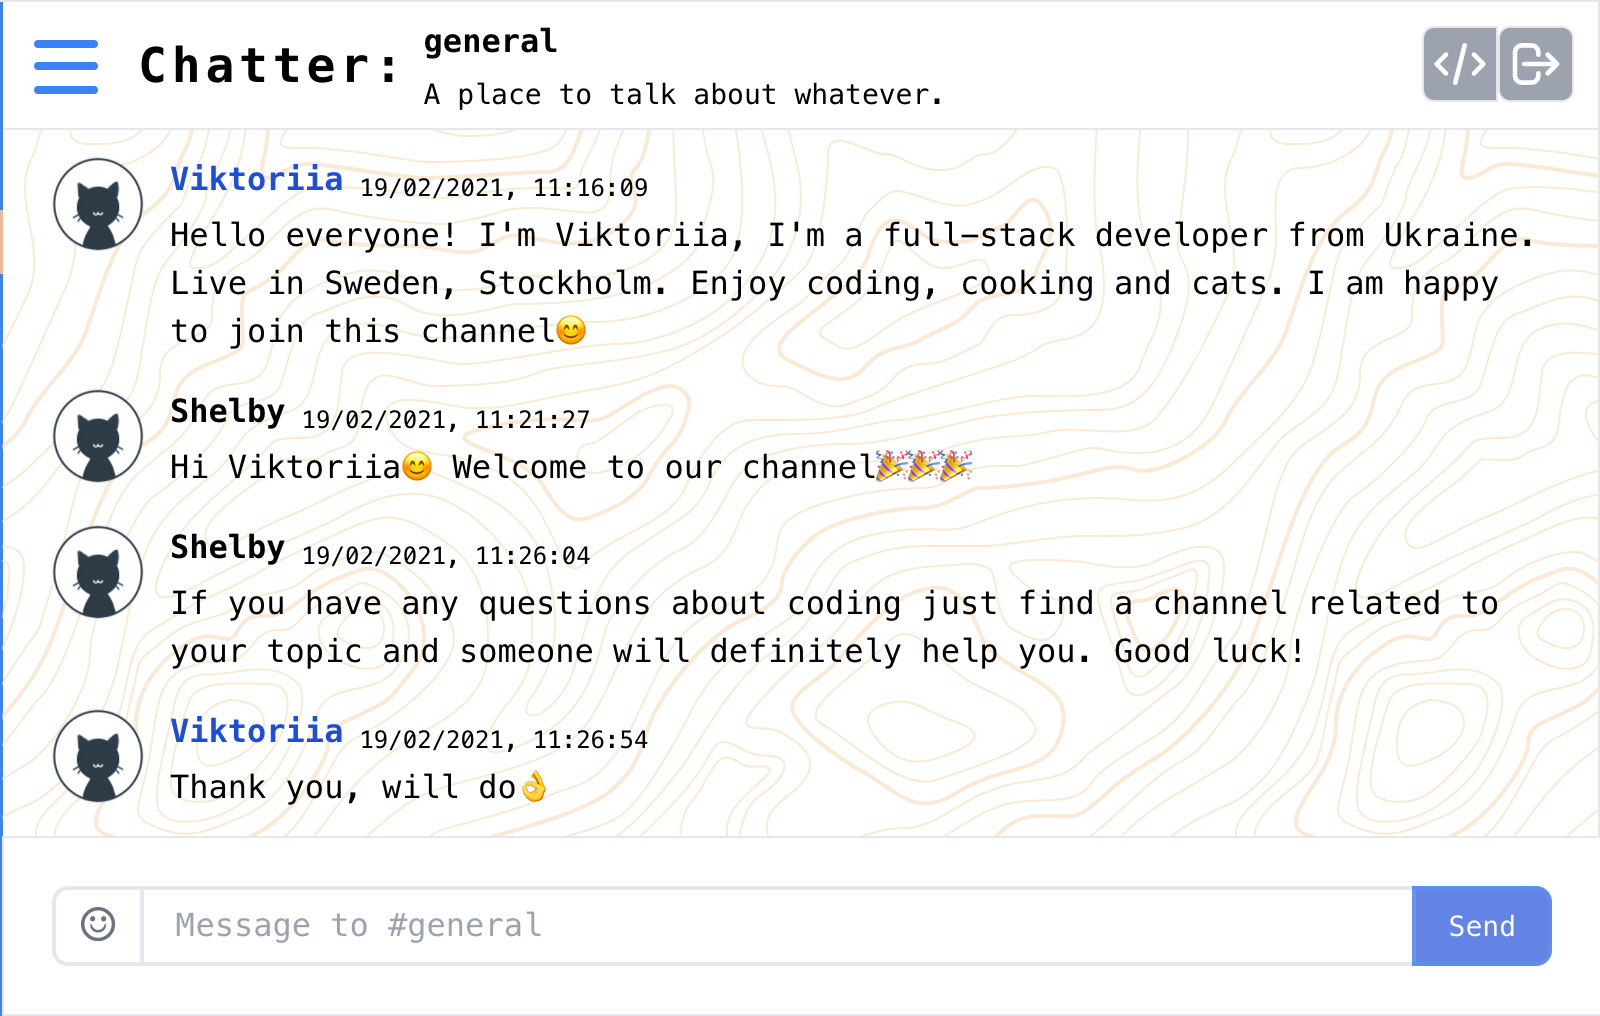 Chatter:
general
A place to talk about whatever.
Viktoriia 19/02/2021, 11:16:09
Hello everyone! I'm Viktoriia, I'm a full-stack developer from Ukraine.
Live in Sweden, Stockholm. Enjoy coding, cooking and cats. I am happy
to join this channel😊
Shelby 19/02/2021, 11:21:27
Hi Viktoriia😊 Welcome to our channel🎉🎉🎉
Shelby 19/02/2021, 11:26:04
If you have any questions about coding just find a channel related to
your topic and someone will definitely help you. Good luck!
Viktoriia 19/02/2021, 11:26:54
Thank you, will do👌
Message to #general
Send